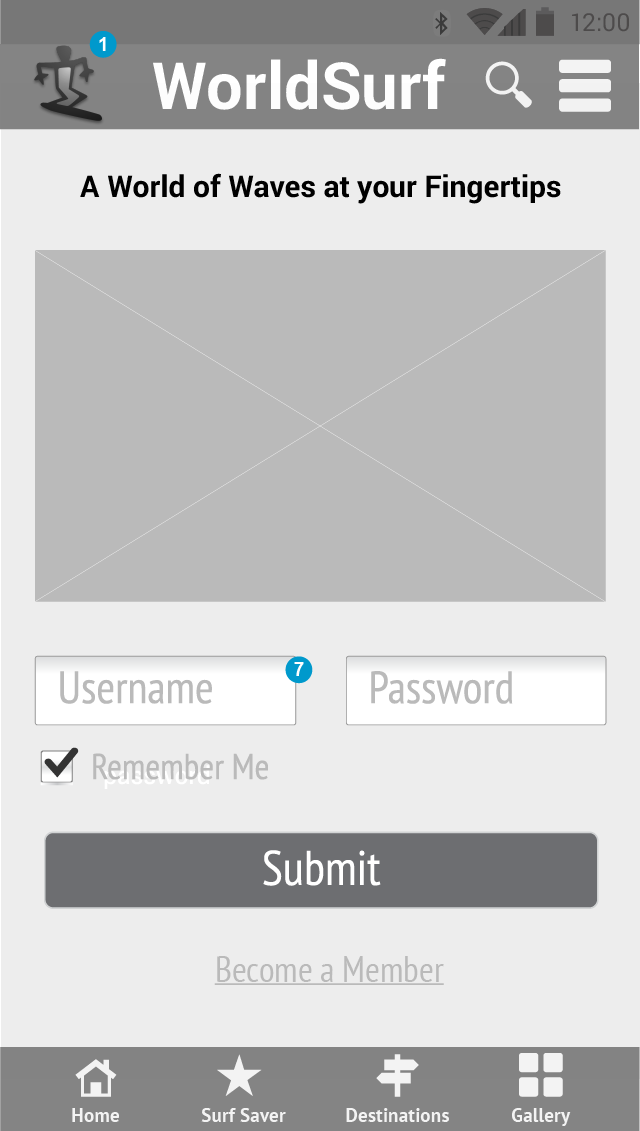 12:00
1
WorldSurf
A World of Waves at your Fingertips
Username
7
Password
Remember Me
password
Submit
Become a Member
Home
Surf Saver
Destinations
Gallery